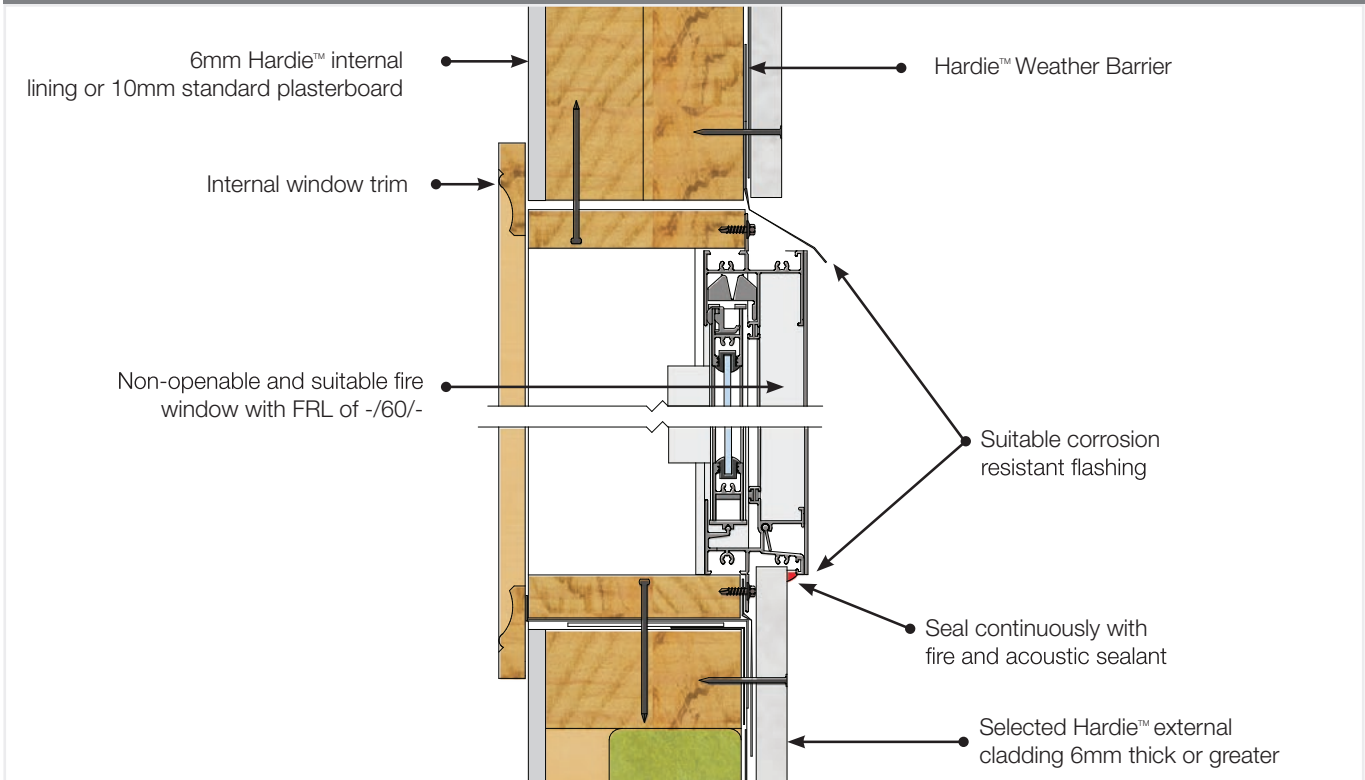 6mm Hardie™ internal
lining or 10mm standard plasterboard
Hardie™ Weather Barrier
Internal window trim
Non-openable and suitable fire
window with FRL of -/60/-
Suitable corrosion
resistant flashing
Seal continuously with
fire and acoustic sealant
Selected Hardie™ external
cladding 6mm thick or greater